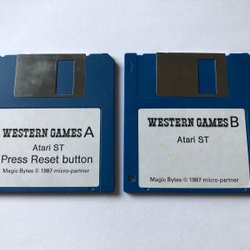 WESTERN GAMES A
Atari ST
Press Reset button
Magic Bytes © 1987 micro-partner
WESTERN GAMES B
Atari ST
Magic Bytes © 1987 micro-partner